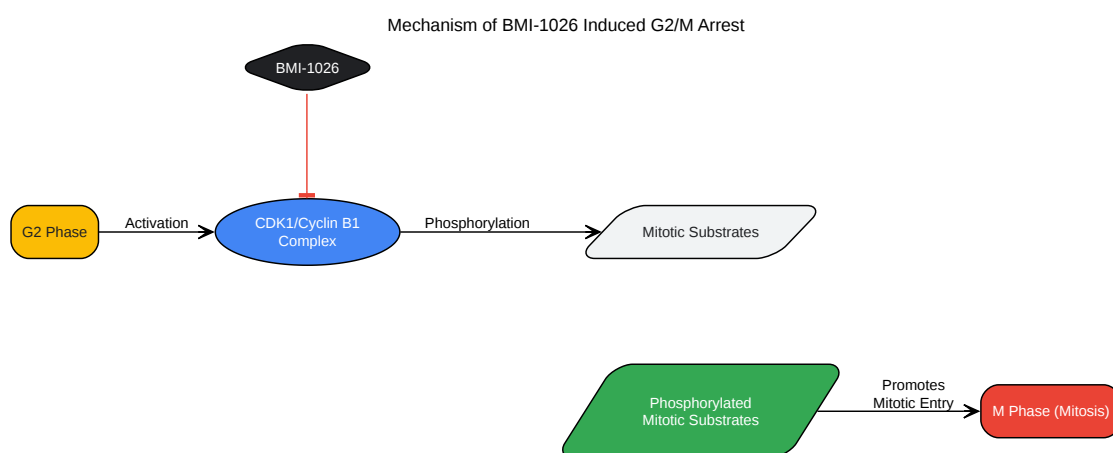 Mechanism of BMI-1026 Induced G2/M Arrest
BMI-1026
G2 Phase
Activation
CDK1/Cyclin B1
Complex
Phosphorylation
Mitotic Substrates
Phosphorylated
Mitotic Substrates
Promotes
Mitotic Entry
M Phase (Mitosis)